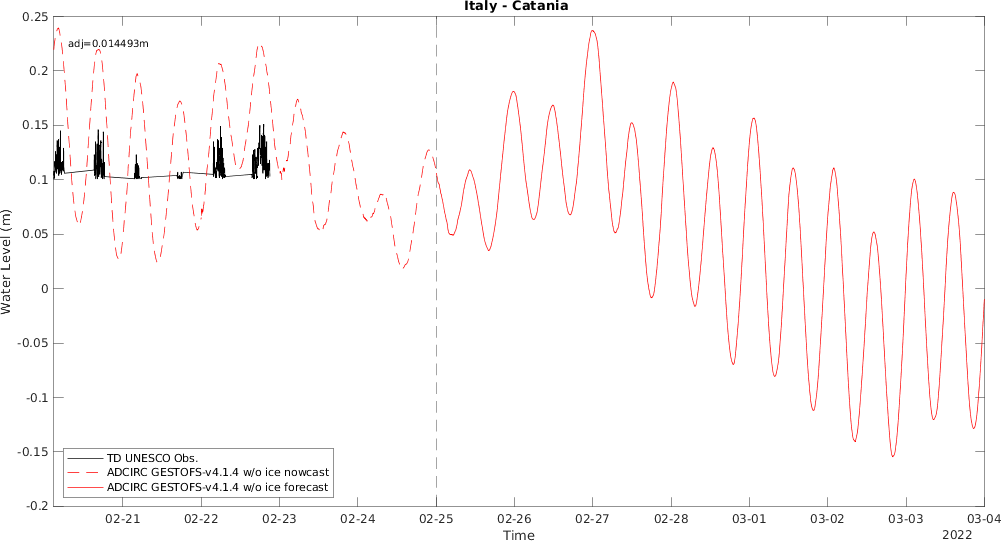 Italy - Catania
adj=0.014493m
0.25
0.2
0.15
0.1
0.05
0
-0.05
-0.1
-0.15
-0.2
Water Level (m)
TD UNESCO Obs.
ADCIRC GESTOFS-v4.1.4 w/o ice nowcast
ADCIRC GESTOFS-v4.1.4 w/o ice forecast
02-21 02-22 02-23 02-24 02-25 02-26 02-27 02-28 03-01 03-02 03-03 03-04
Time
2022